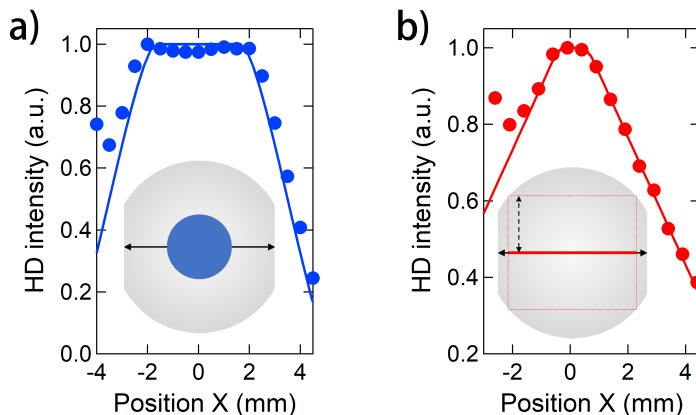 a)
HD intensity (a.u.)
1.0
0.8
0.6
0.4
0.2
0.0
-4 -2 0 2 4
Position X (mm)
b)
HD intensity (a.u.)
1.0
0.8
0.6
0.4
0.2
-2 0 2 4
Position X (mm)